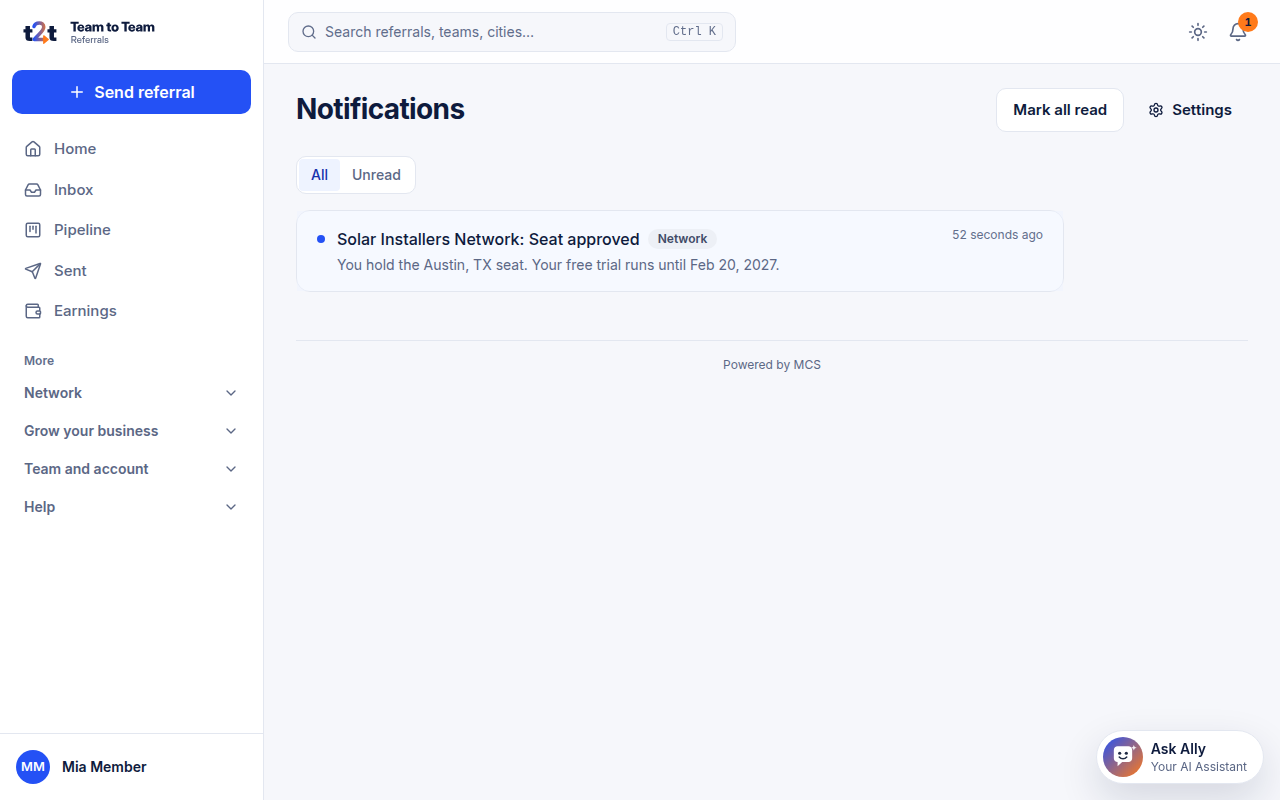 t2t Team to Team
Referrals
Search referrals, teams, cities...
Ctrl K
1
Send referral
Home
Inbox
Pipeline
Sent
Earnings
More
Network
Grow your business
Team and account
Help
MM Mia Member
Notifications
Mark all read
Settings
All
Unread
Solar Installers Network: Seat approved Network
52 seconds ago
You hold the Austin, TX seat. Your free trial runs until Feb 20, 2027.
Powered by MCS
Ask Ally
Your AI Assistant